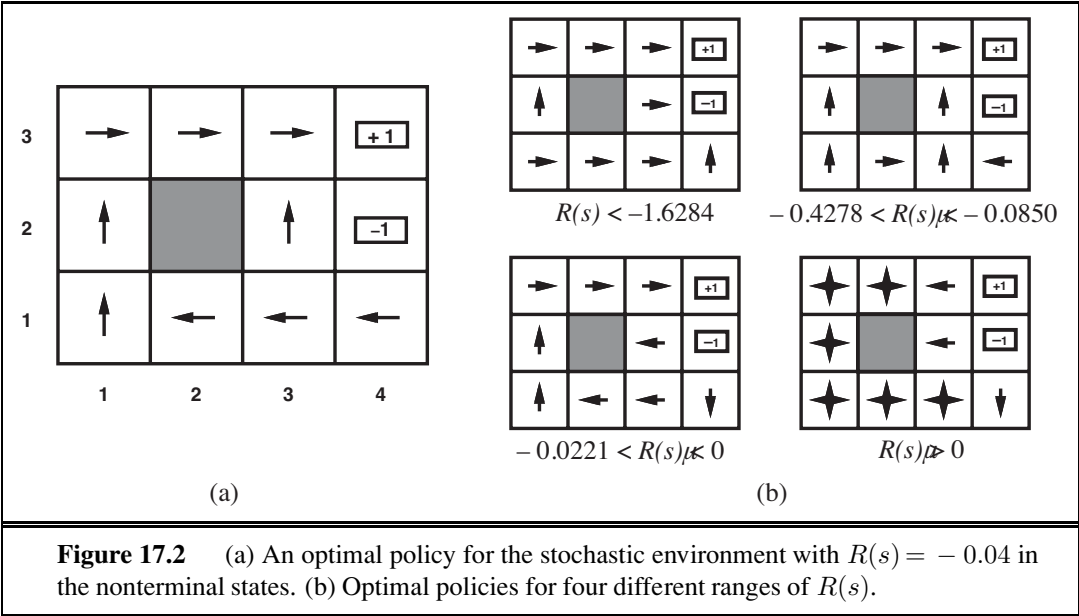 3
+ 1
2
–1
1
1 2 3 4
(a)
+1
–1
R(s) < –1.6284
+1
–1
– 0.4278 < R(s) < – 0.0850
+1
–1
– 0.0221 < R(s) < 0
+1
–1
R(s) > 0
(b)
Figure 17.2 (a) An optimal policy for the stochastic environment with R(s) = − 0.04 in
the nonterminal states. (b) Optimal policies for four different ranges of R(s).